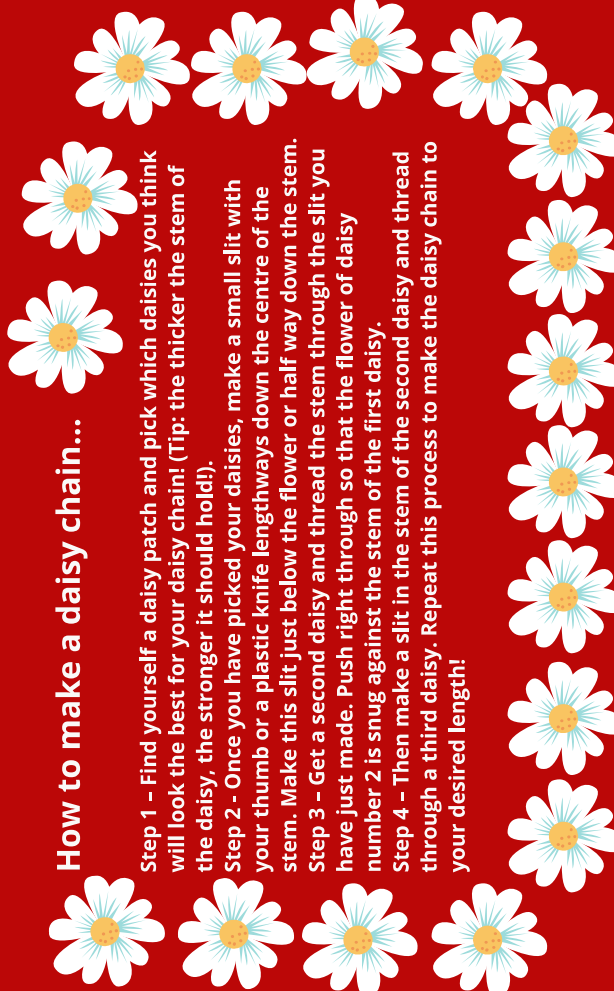 How to make a daisy chain...
Step 1 – Find yourself a daisy patch and pick which daisies you think
will look the best for your daisy chain! (Tip: the thicker the stem of
the daisy, the stronger it should hold!).
Step 2 - Once you have picked your daisies, make a small slit with
your thumb or a plastic knife lengthways down the centre of the
stem. Make this slit just below the flower or half way down the stem.
Step 3 – Get a second daisy and thread the stem through the slit you
have just made. Push right through so that the flower of daisy
number 2 is snug against the stem of the first daisy.
Step 4 – Then make a slit in the stem of the second daisy and thread
through a third daisy. Repeat this process to make the daisy chain to
your desired length!